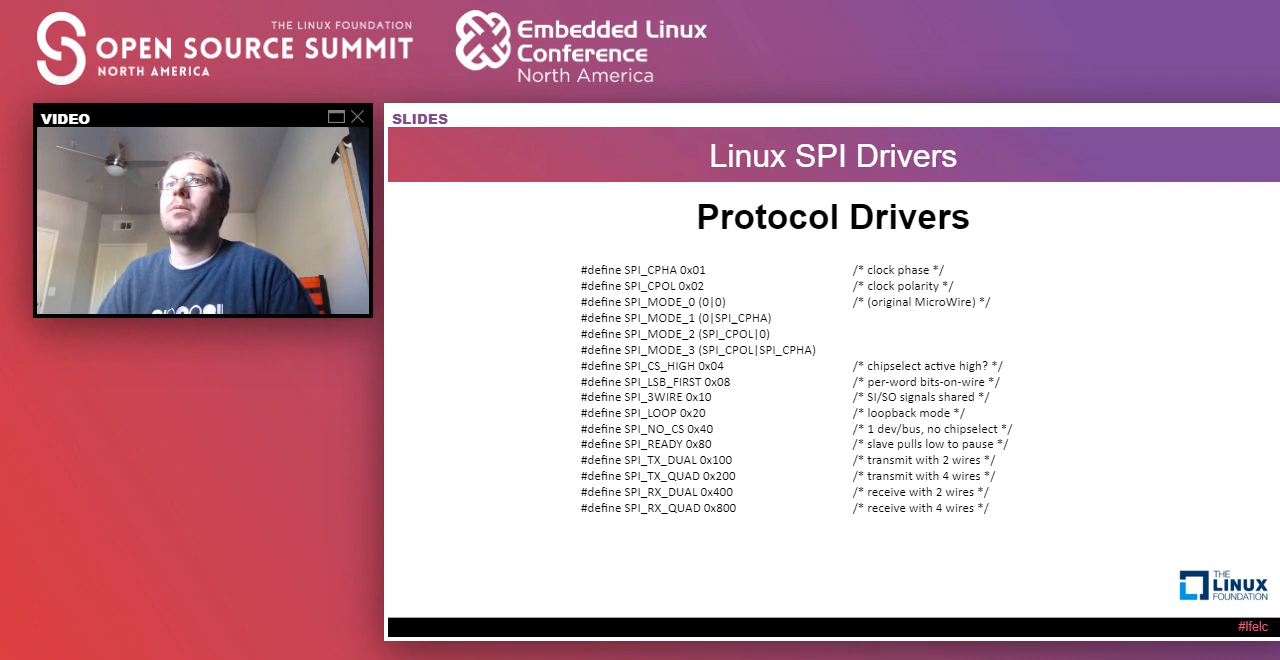 THE LINUX FOUNDATION
OPEN SOURCE SUMMIT
NORTH AMERICA
Embedded Linux
Conference
North America
VIDEO
SLIDES
Linux SPI Drivers
Protocol Drivers
#define SPI_CPHA 0x01 /* clock phase */
#define SPI_CPOL 0x02 /* clock polarity */
#define SPI_MODE_0 (0|0) /* (original MicroWire) */
#define SPI_MODE_1 (0|SPI_CPHA)
#define SPI_MODE_2 (SPI_CPOL|0)
#define SPI_MODE_3 (SPI_CPOL|SPI_CPHA)
#define SPI_CS_HIGH 0x04 /* chipselect active high? */
#define SPI_LSB_FIRST 0x08 /* per-word bits-on-wire */
#define SPI_3WIRE 0x10 /* SI/SO signals shared */
#define SPI_LOOP 0x20 /* loopback mode */
#define SPI_NO_CS 0x40 /* 1 dev/bus, no chipselect */
#define SPI_READY 0x80 /* slave pulls low to pause */
#define SPI_TX_DUAL 0x100 /* transmit with 2 wires */
#define SPI_TX_QUAD 0x200 /* transmit with 4 wires */
#define SPI_RX_DUAL 0x400 /* receive with 2 wires */
#define SPI_RX_QUAD 0x800 /* receive with 4 wires */
THE
LINUX
FOUNDATION
#lfelc